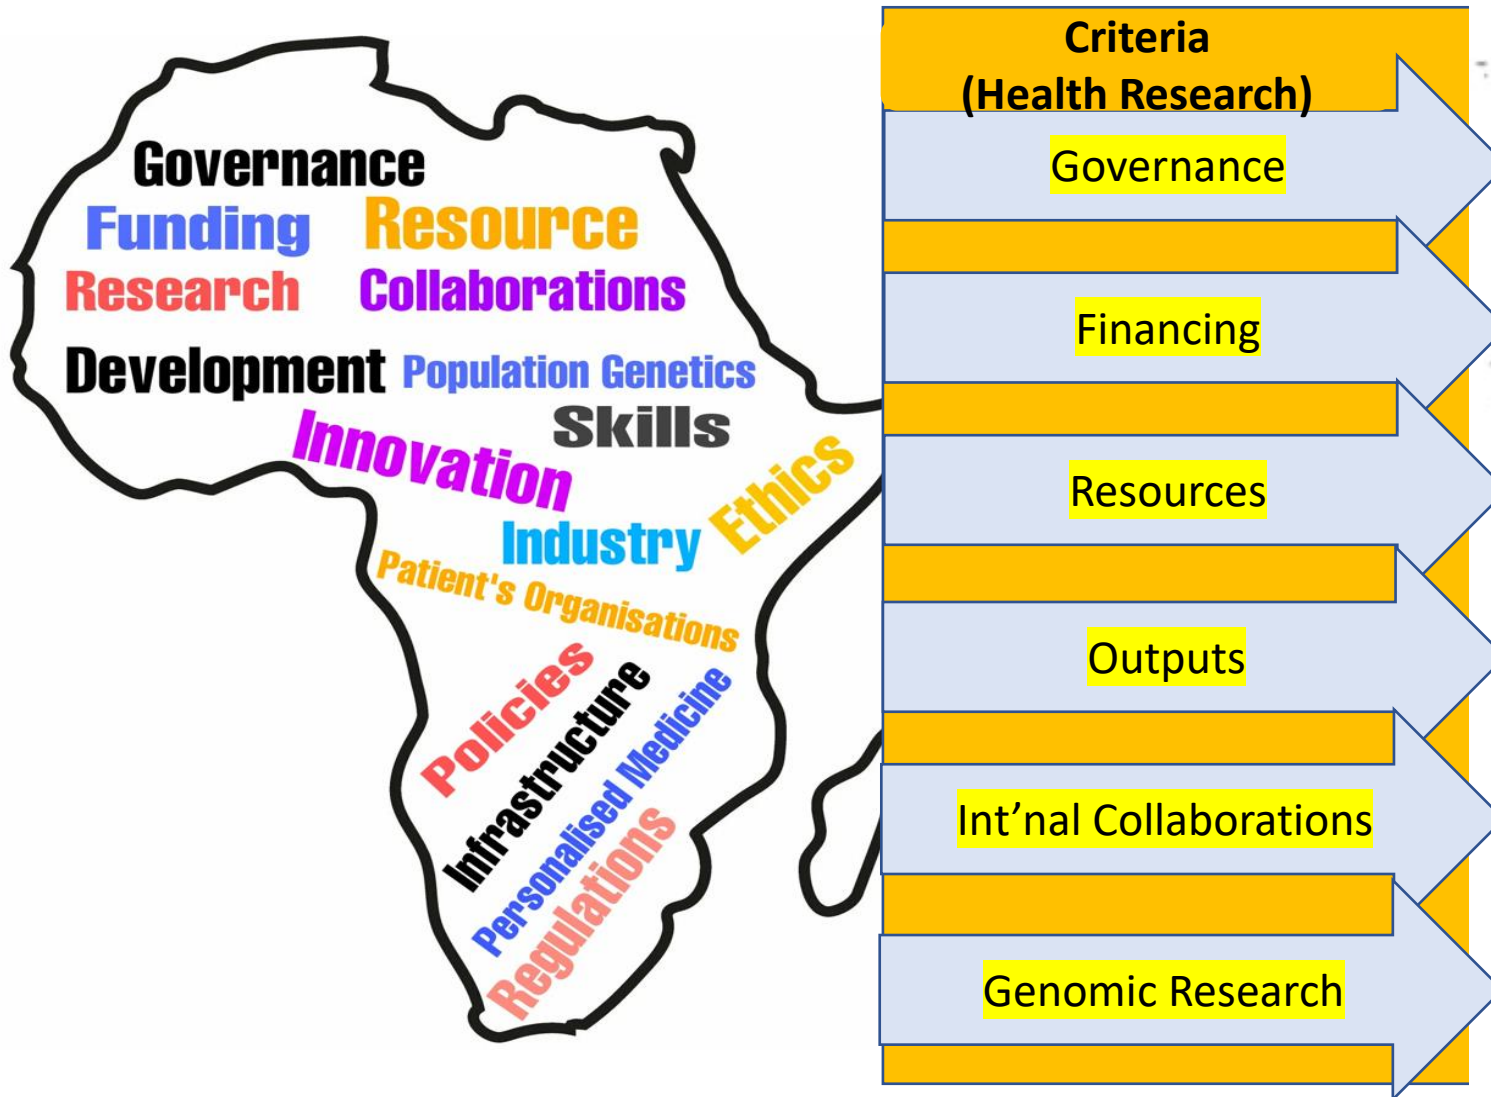 Governance
Funding Resource
Research Collaborations
Development Population Genetics
Skills
Innovation
Ethics
Industry
Patient's Organisations
Policies
Infrastructure
Personalised Medicine
Regulations
Criteria
(Health Research)
Governance
Financing
Resources
Outputs
Int’nal Collaborations
Genomic Research